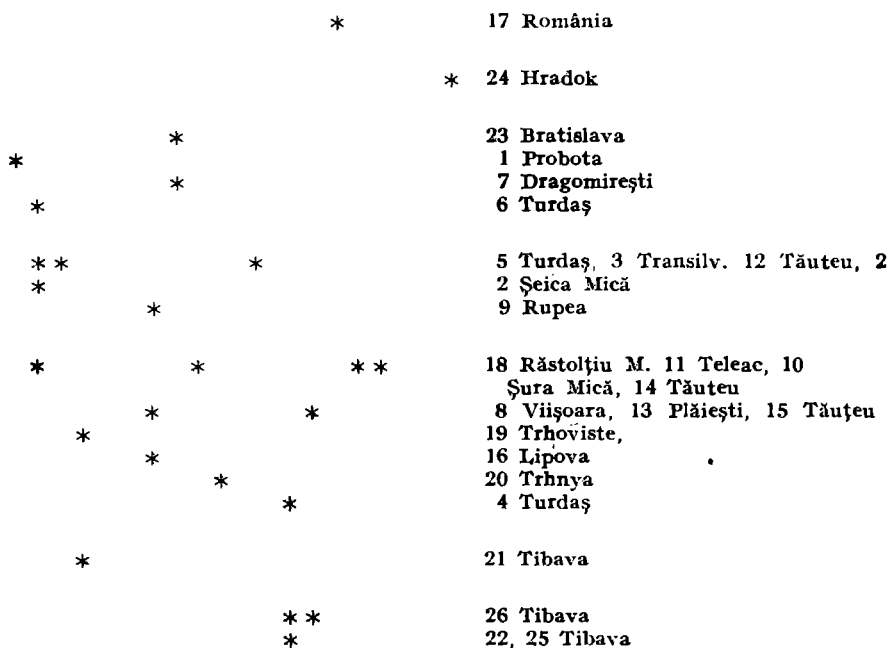 * 17 România
* 24 Hradok
* 23 Bratislava
* 1 Probota
* 7 Dragomirești
* 6 Turdaș
* * * 5 Turdaș, 3 Transilv. 12 Tăuteu, 2
* 2 Șeica Mică
* 9 Rupea
* * * * 18 Răstolțiu M. 11 Teleac, 10
Șura Mică, 14 Tăuteu
* * 8 Viișoara, 13 Plăiești, 15 Tăuțeu
* 19 Trhoviste,
* 16 Lipova
* 20 Trhnya
* 4 Turdaș
* 21 Tibava
* * 26 Tibava
* 22, 25 Tibava